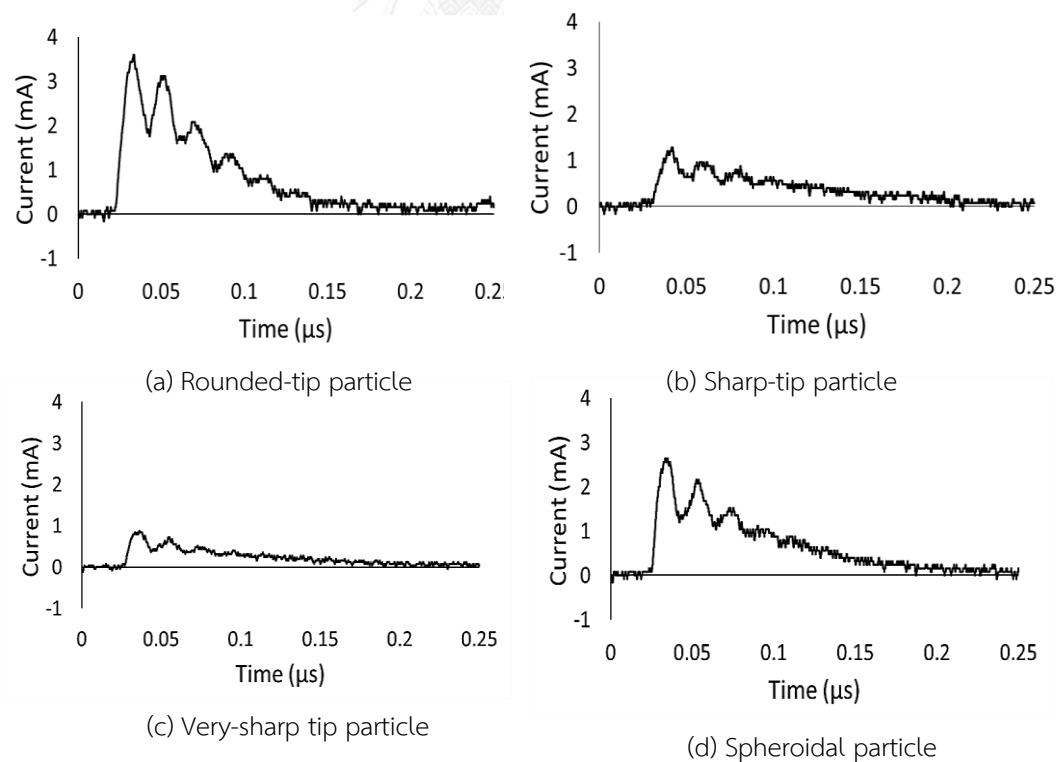 4
3
2
1
0
-1
Current (mA)
0 0.05 0.1 0.15 0.2 0.2
Time (µs)
(a) Rounded-tip particle
4
3
2
1
0
-1
Current (mA)
0 0.05 0.1 0.15 0.2 0.25
Time (µs)
(b) Sharp-tip particle
4
3
2
1
0
-1
Current (mA)
0 0.05 0.1 0.15 0.2 0.25
Time (µs)
(c) Very-sharp tip particle
4
3
2
1
0
-1
Current (mA)
0 0.05 0.1 0.15 0.2 0.25
Time (µs)
(d) Spheroidal particle